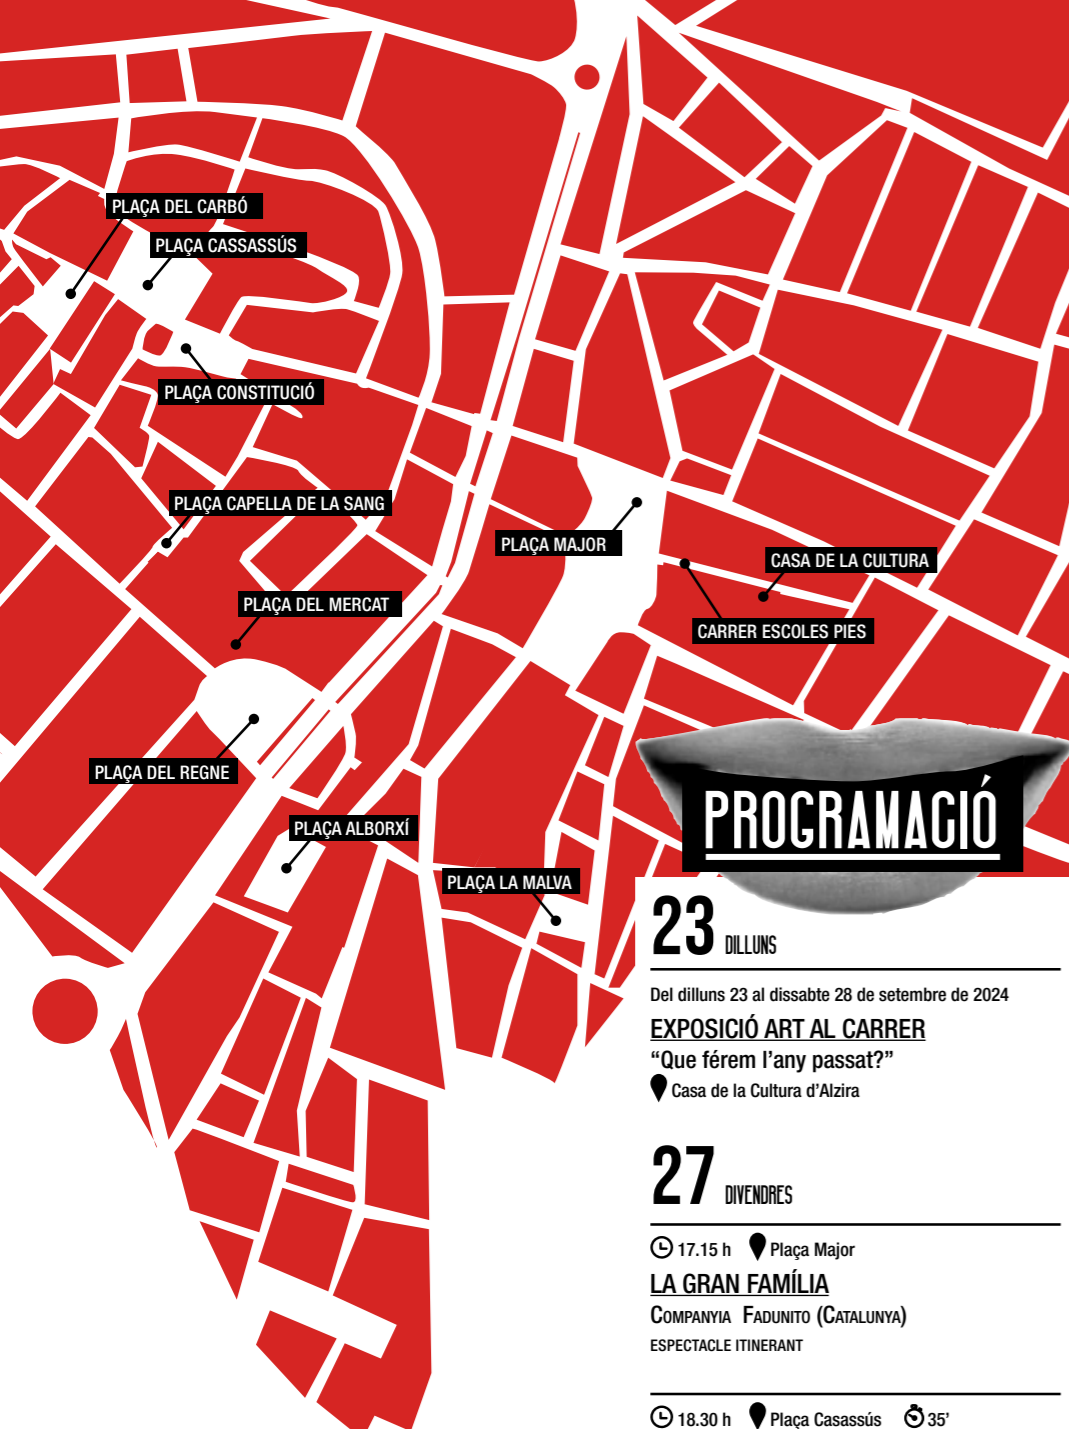 PLAÇA DEL CARBÓ
PLAÇA CASSASSÚS
PLAÇA CONSTITUCIÓ
PLAÇA CAPELLA DE LA SANG
PLAÇA MAJOR
CASA DE LA CULTURA
PLAÇA DEL MERCAT
CARRER ESCOLES PIES
PLAÇA DEL REGNE
PLAÇA ALBORXÍ
PLAÇA LA MALVA
PROGRAMACIÓ
23 DILLUNS
Del dilluns 23 al dissabte 28 de setembre de 2024
EXPOSICIÓ ART AL CARRER
“Que férem l’any passat?”
Casa de la Cultura d’Alzira
27 DIVENDRES
17.15 h Plaça Major
LA GRAN FAMÍLIA
COMPANYIA FADUNITO (CATALUNYA)
ESPECTACLE ITINERANT
18.30 h Plaça Casassús 35’